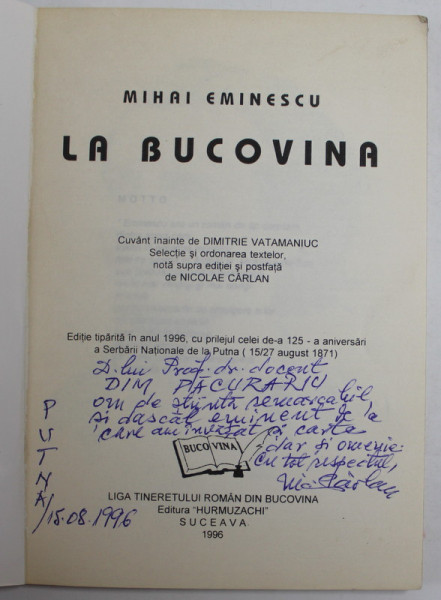 MIHAI EMINESCU
LA BUCOVINA
Cuvânt înainte de DIMITRIE VATAMANIUC
Selecție și ordonarea textelor,
notă supra ediției și postfață
de NICOLAE CÂRLAN
Ediție tipărită în anul 1996, cu prilejul celei de-a 125 - a aniversări
a Serbării Naționale de la Putna ( 15/27 august 1871)
D-lui Prof. dr. docent
DIM. PĂCURARIU
om de știință remarcabil
și dascăl eminent de la
care am învățat și carte
dar și omenie
Cu tot respectul,
Nic. Cârlan
PUTNA/15.08.1996
BUCOVINA
LIGA TINERETULUI ROMÂN DIN BUCOVINA
Editura "HURMUZACHI"
SUCEAVA
1996